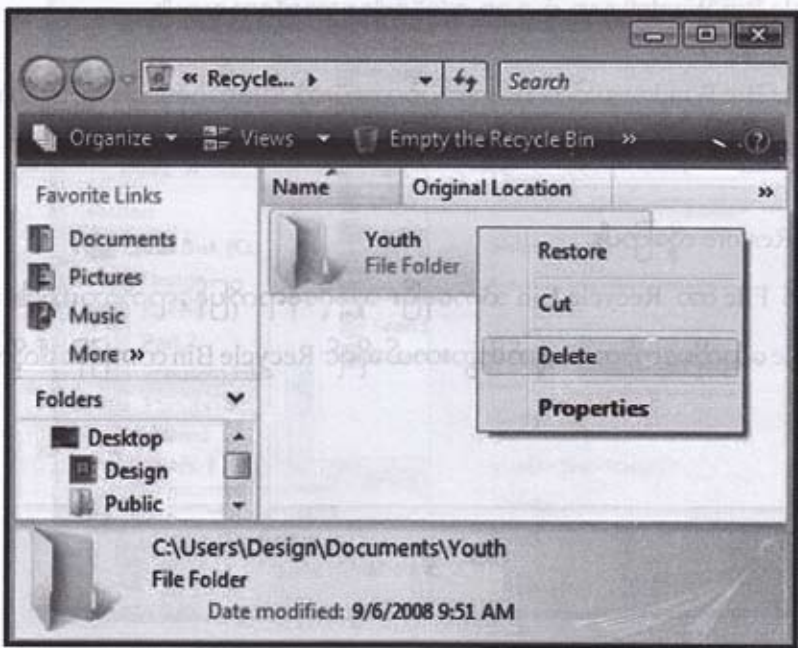 « Recycle... Search
Organize Views Empty the Recycle Bin »
Favorite Links
Documents
Pictures
Music
More »
Folders
Desktop
Design
Public
Name Original Location »
Youth
File Folder
Restore
Cut
Delete
Properties
C:\Users\Design\Documents\Youth
File Folder
Date modified: 9/6/2008 9:51 AM